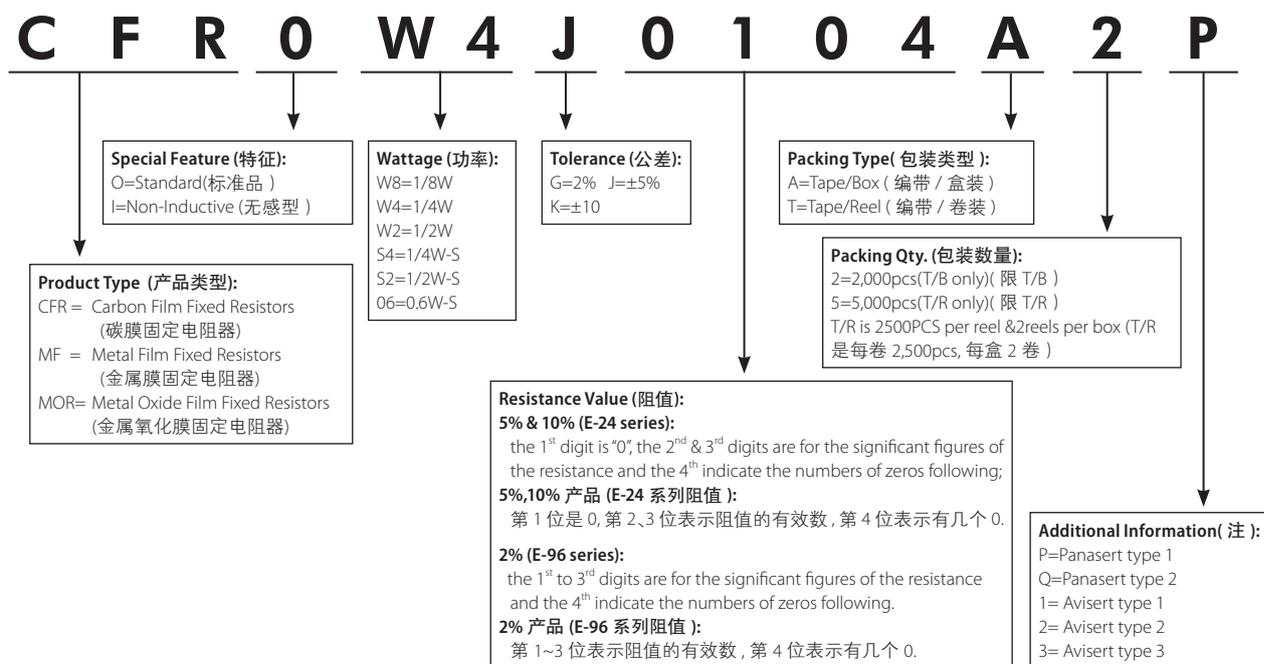 C F R 0 W 4 J 0 1 0 4 A 2 P
Special Feature (特征):
O=Standard(标准品 )
I=Non-Inductive (无感型 )
Wattage (功率):
W8=1/8W
W4=1/4W
W2=1/2W
S4=1/4W-S
S2=1/2W-S
06=0.6W-S
Tolerance (公差):
G=2% J=±5%
K=±10
Packing Type( 包装类型 ):
A=Tape/Box ( 编带 / 盒装 )
T=Tape/Reel ( 编带 / 卷装 )
Packing Qty. (包装数量):
2=2,000pcs(T/B only)( 限 T/B )
5=5,000pcs(T/R only)( 限 T/R )
T/R is 2500PCS per reel &2reels per box (T/R
是每卷 2,500pcs, 每盒 2 卷 )
Product Type (产品类型):
CFR = Carbon Film Fixed Resistors
(碳膜固定电阻器)
MF = Metal Film Fixed Resistors
(金属膜固定电阻器)
MOR= Metal Oxide Film Fixed Resistors
(金属氧化膜固定电阻器)
Resistance Value (阻值):
5% & 10% (E-24 series):
the 1st digit is “0”, the 2nd & 3rd digits are for the significant figures of
the resistance and the 4th indicate the numbers of zeros following;
5%,10% 产品 (E-24 系列阻值 ):
第 1 位是 0, 第 2、3 位表示阻值的有效数 , 第 4 位表示有几个 0.
2% (E-96 series):
the 1st to 3rd digits are for the significant figures of the resistance
and the 4th indicate the numbers of zeros following.
2% 产品 (E-96 系列阻值 ):
第 1~3 位表示阻值的有效数 , 第 4 位表示有几个 0.
Additional Information( 注 ):
P=Panasert type 1
Q=Panasert type 2
1= Avisert type 1
2= Avisert type 2
3= Avisert type 3